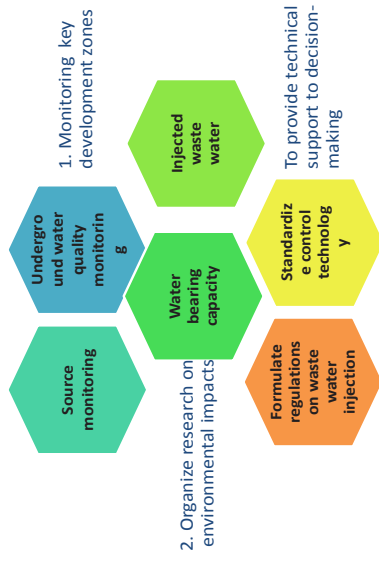 Source
monitoring
Undergro
und water
quality
monitorin
g
1. Monitoring key
development zones
2. Organize research on
environmental impacts
Water
bearing
capacity
Injected
waste
water
Formulate
regulations
on waste
water
injection
Standardiz
e control
technolog
y
To provide technical
support to decision-
making